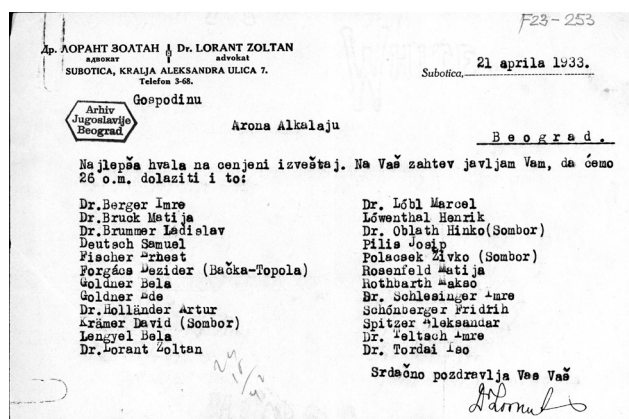 F23-253
Др. ЛОРАНТ ЗОЛТАН
адвокат
Dr. LORANT ZOLTAN
advokat
SUBOTICA, KRALJA ALEKSANDRA ULICA 7.
Telefon 3-68.
Subotica, 21 aprila 1933.
Gospodinu
Arhiv
Jugoslavije
Beograd
Arona Alkalaju
Beograd.
Najlepša hvala na cenjeni izveštaj. Na Vaš zahtev javljam Vam, da ćemo
26 o.m. dolaziti i to:
Dr.Berger Imre
Dr.Bruck Matija
Dr.Brummer Ladislav
Deutsch Samuel
Fischer Ernest
Forgács Dezider (Bačka-Topola)
Goldner Bela
Goldner Ede
Dr.Holländer Artur
Krämer David (Sombor)
Lengyel Bela
Dr.Lorant Zoltan
Dr. Lóbl Marcel
Lówenthal Henrik
Dr. Oblath Hinko(Sombor)
Pilis Josip
Polacsek Živko (Sombor)
Rosenfeld Matija
Rothbarth Makso
Dr. Schlesinger Imre
Schónberger Fridrih
Spitzer Aleksandar
Dr. Teltsch Imre
Dr. Tordai Iso
Srdačno pozdravlja Vas Vaš